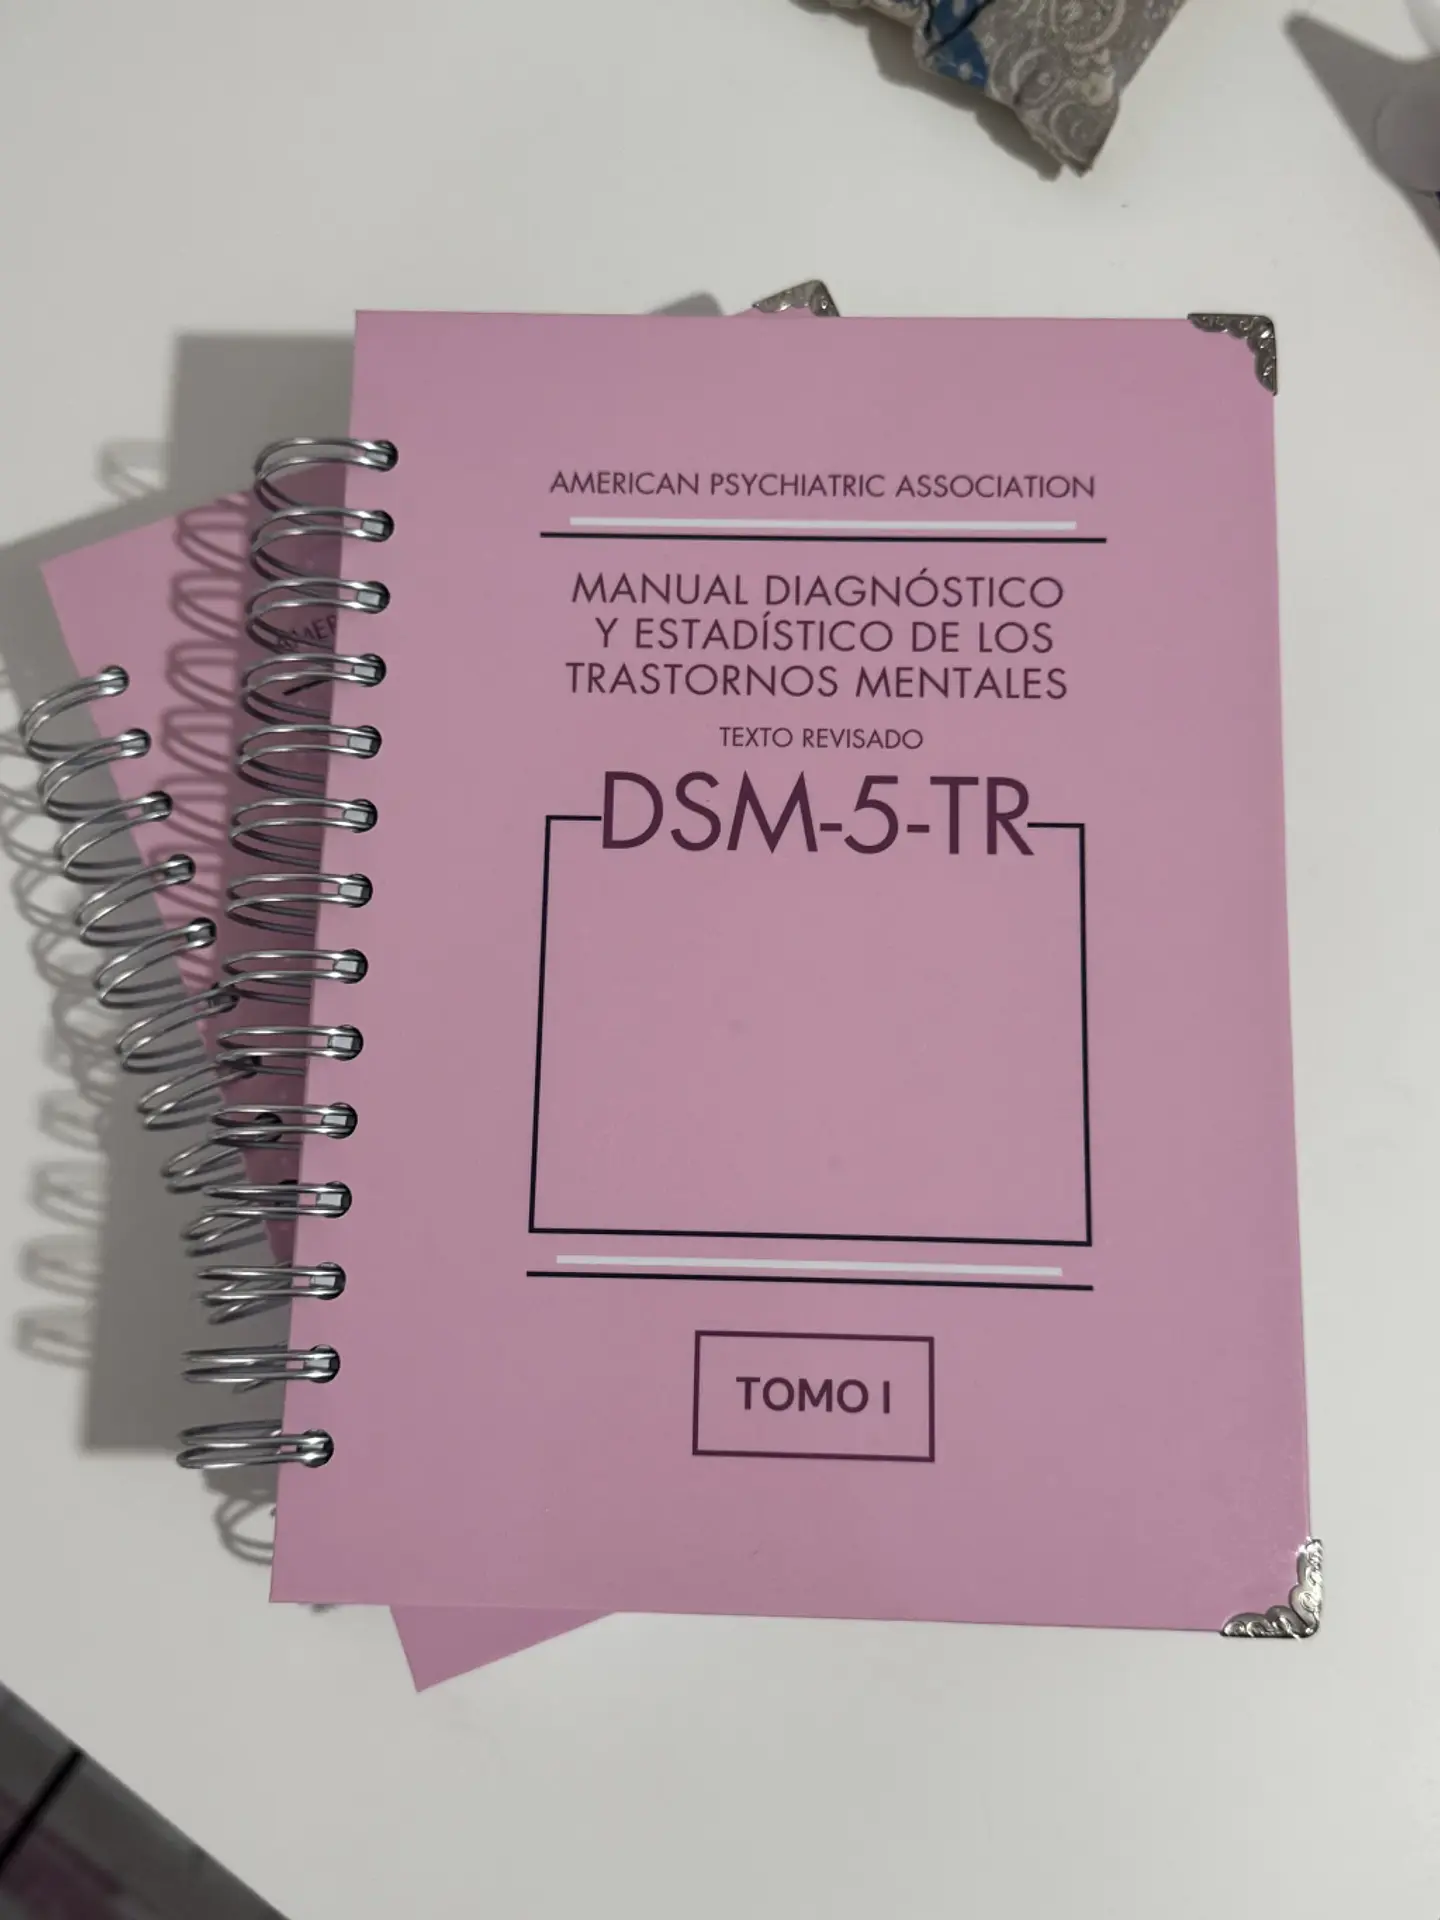 AMERICAN PSYCHIATRIC ASSOCIATION
MANUAL DIAGNÓSTICO
Y ESTADÍSTICO DE LOS
TRASTORNOS MENTALES
TEXTO REVISADO
DSM-5-TR
TOMO I